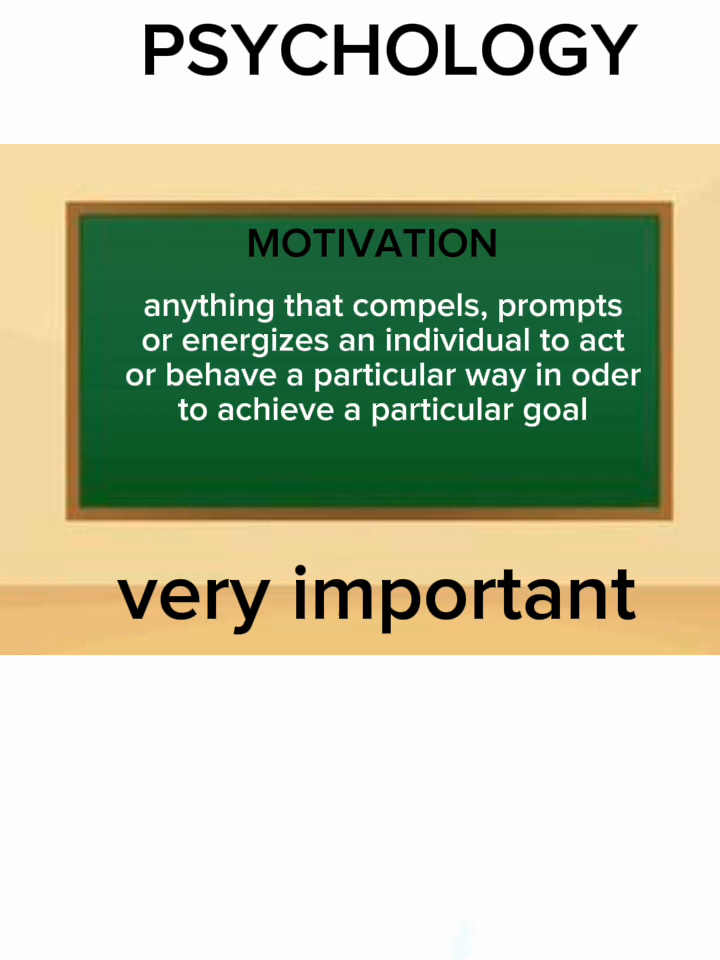 PSYCHOLOGY
MOTIVATION
anything that compels, prompts
or energizes an individual to act
or behave a particular way in oder
to achieve a particular goal
very important